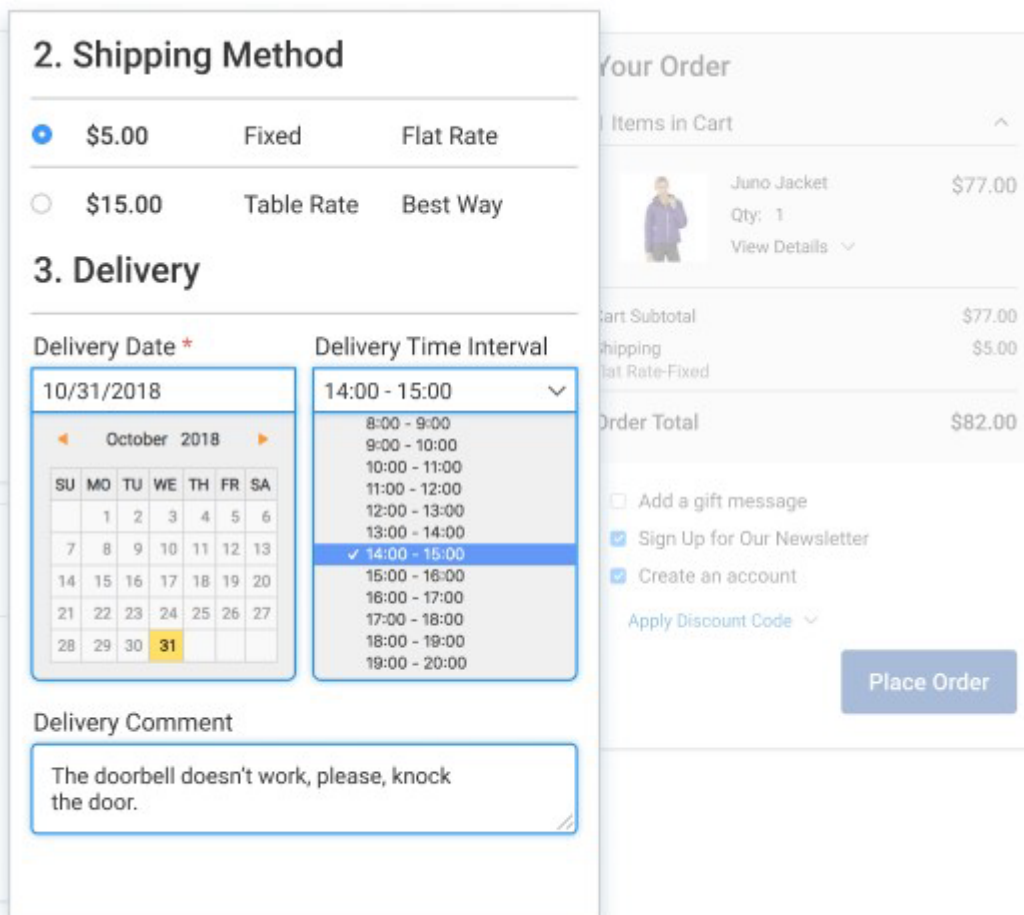 2. Shipping Method
$5.00 Fixed Flat Rate
$15.00 Table Rate Best Way
3. Delivery
Delivery Date *
10/31/2018
October 2018
SU MO TU WE TH FR SA
1 2 3 4 5 6
7 8 9 10 11 12 13
14 15 16 17 18 19 20
21 22 23 24 25 26 27
28 29 30 31
Delivery Time Interval
14:00 - 15:00
8:00 - 9:00
9:00 - 10:00
10:00 - 11:00
11:00 - 12:00
12:00 - 13:00
13:00 - 14:00
✓ 14:00 - 15:00
15:00 - 16:00
16:00 - 17:00
17:00 - 18:00
18:00 - 19:00
19:00 - 20:00
Delivery Comment
The doorbell doesn't work, please, knock
the door.
Your Order
Items in Cart
Juno Jacket $77.00
Qty: 1
View Details
Cart Subtotal $77.00
Shipping $5.00
Flat Rate-Fixed
Order Total $82.00
Add a gift message
Sign Up for Our Newsletter
Create an account
Apply Discount Code
Place Order